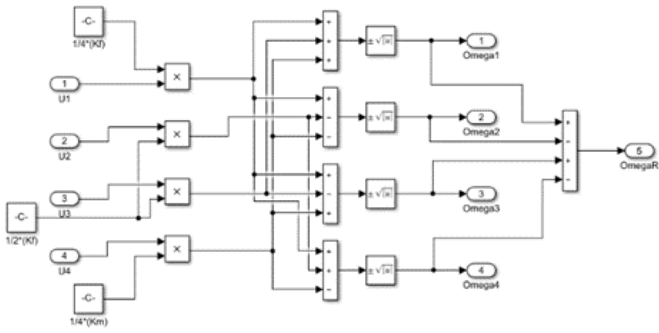 -C-
1/4*(Kf)
1
U1
2
U2
3
U3
-C-
1/2*(Kf)
4
U4
-C-
1/4*(Km)
×
×
×
×
+
+
+
+
−
−
+
−
+
+
+
−
±√|u|
±√|u|
±√|u|
±√|u|
1
Omega1
2
Omega2
3
Omega3
4
Omega4
+
−
+
−
5
OmegaR